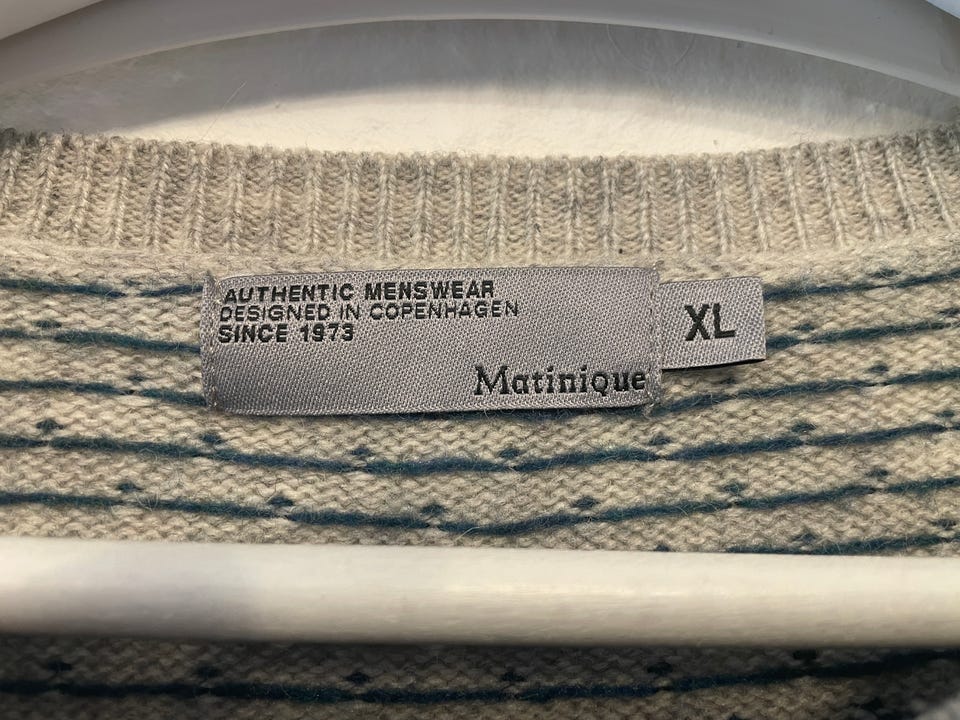 AUTHENTIC MENSWEAR
DESIGNED IN COPENHAGEN
SINCE 1973
Matinique
XL